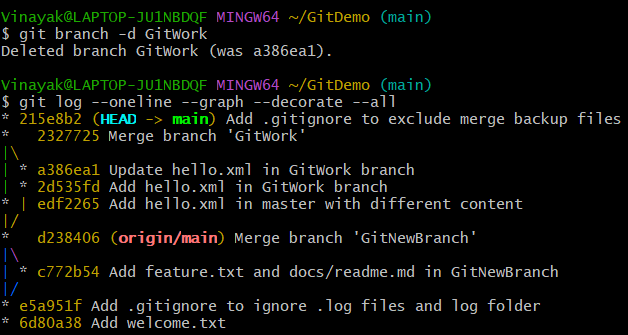 Vinayak@LAPTOP-JU1NBDQF MINGW64 ~/GitDemo (main)
$ git branch -d GitWork
Deleted branch GitWork (was a386ea1).
Vinayak@LAPTOP-JU1NBDQF MINGW64 ~/GitDemo (main)
$ git log --oneline --graph --decorate --all
* 215e8b2 (HEAD -> main) Add .gitignore to exclude merge backup files
*   2327725 Merge branch 'GitWork'
|\
| * a386ea1 Update hello.xml in GitWork branch
| * 2d535fd Add hello.xml in GitWork branch
* | edf2265 Add hello.xml in master with different content
|/
*   d238406 (origin/main) Merge branch 'GitNewBranch'
|\
| * c772b54 Add feature.txt and docs/readme.md in GitNewBranch
|/
* e5a951f Add .gitignore to ignore .log files and log folder
* 6d80a38 Add welcome.txt